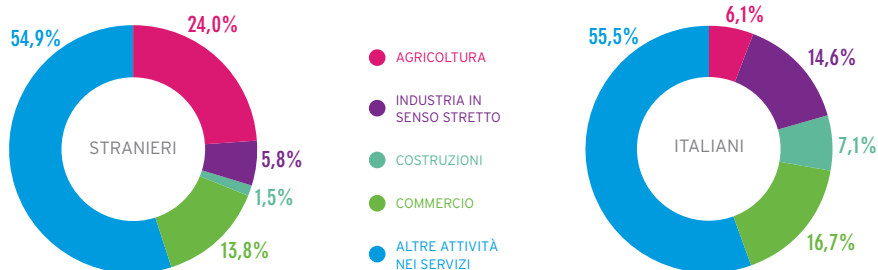 54,9%
24,0%
STRANIERI
5,8%
1,5%
13,8%
AGRICOLTURA
INDUSTRIA IN
SENSO STRETTO
COSTRUZIONI
COMMERCIO
ALTRE ATTIVITÀ
NEI SERVIZI
55,5%
6,1%
14,6%
ITALIANI
7,1%
16,7%